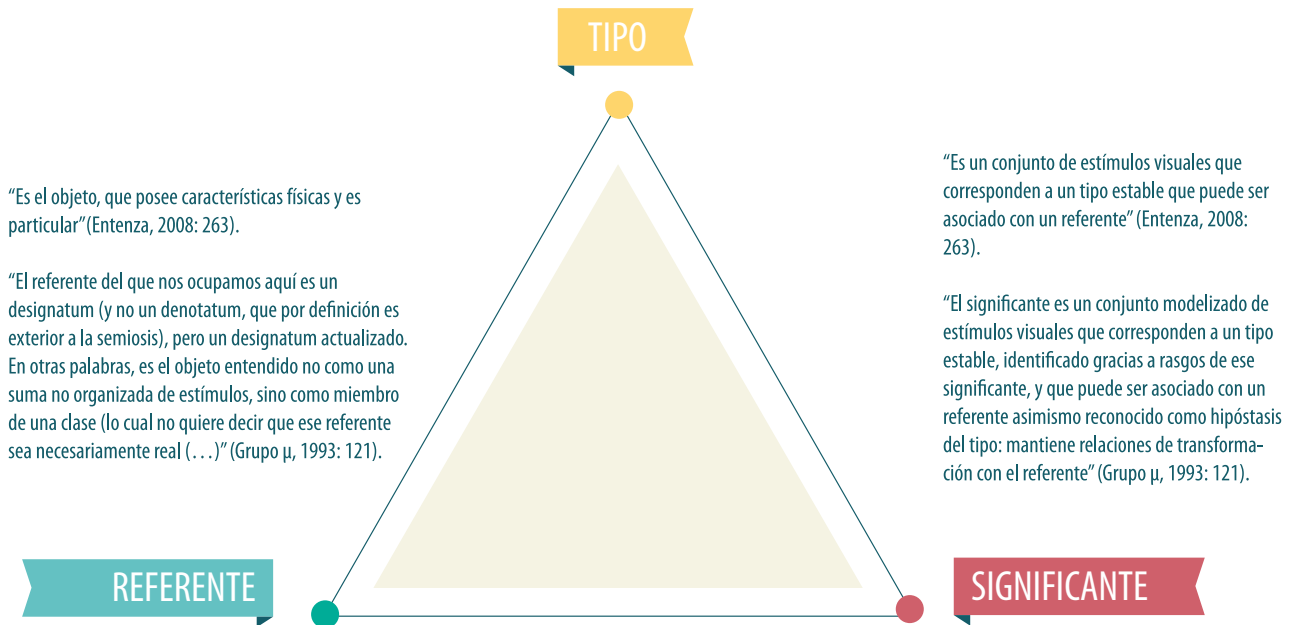 TIPO
“Es el objeto, que posee características físicas y es
particular”(Entenza, 2008: 263).
“El referente del que nos ocupamos aquí es un
designatum (y no un denotatum, que por definición es
exterior a la semiosis), pero un designatum actualizado.
En otras palabras, es el objeto entendido no como una
suma no organizada de estímulos, sino como miembro
de una clase (lo cual no quiere decir que ese referente
sea necesariamente real (…)” (Grupo µ, 1993: 121).
“Es un conjunto de estímulos visuales que
corresponden a un tipo estable que puede ser
asociado con un referente” (Entenza, 2008:
263).
“El significante es un conjunto modelizado de
estímulos visuales que corresponden a un tipo
estable, identificado gracias a rasgos de ese
significante, y que puede ser asociado con un
referente asimismo reconocido como hipóstasis
del tipo: mantiene relaciones de transforma-
ción con el referente” (Grupo µ, 1993: 121).
REFERENTE
SIGNIFICANTE